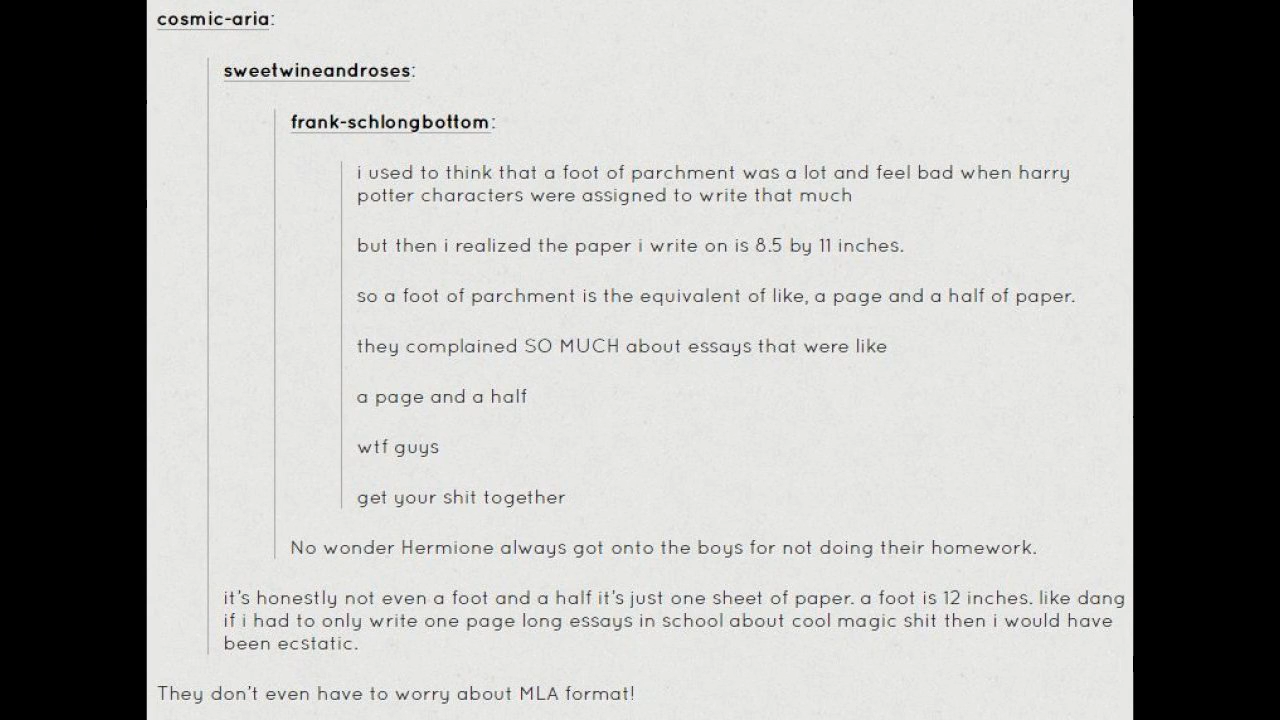 cosmic-aria:
sweetwineandroses:
frank-schlongbottom:
i used to think that a foot of parchment was a lot and feel bad when harry
potter characters were assigned to write that much
but then i realized the paper i write on is 8.5 by 11 inches.
so a foot of parchment is the equivalent of like, a page and a half of paper.
they complained SO MUCH about essays that were like
a page and a half
wtf guys
get your shit together
No wonder Hermione always got onto the boys for not doing their homework.
it's honestly not even a foot and a half it's just one sheet of paper. a foot is 12 inches. like dang
if i had to only write one page long essays in school about cool magic shit then i would have
been ecstatic.
They don't even have to worry about MLA format!